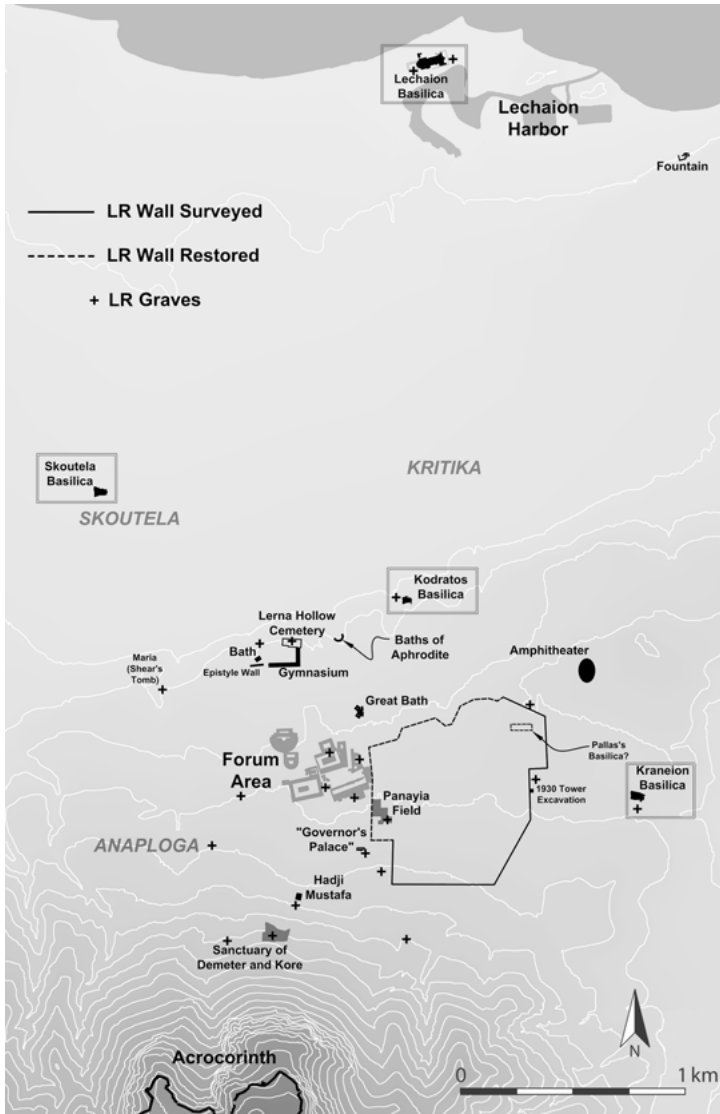 Lechaion
Basilica
Lechaion
Harbor
Fountain
LR Wall Surveyed
LR Wall Restored
+ LR Graves
KRITIKA
Skoutela
Basilica
SKOUTELA
Kodratos
Basilica
Lerna Hollow
Cemetery
Bath
Baths of
Aphrodite
Epistyle Wall
Gymnasium
Maria
(Shear's
Tomb)
Amphitheater
Great Bath
Pallas's
Basilica?
Forum
Area
Kraneion
Basilica
1930 Tower
Excavation
Panayia
Field
ANAPLOGA
"Governor's
Palace"
Hadji
Mustafa
Sanctuary of
Demeter and Kore
N
Acrocorinth
0
1 km